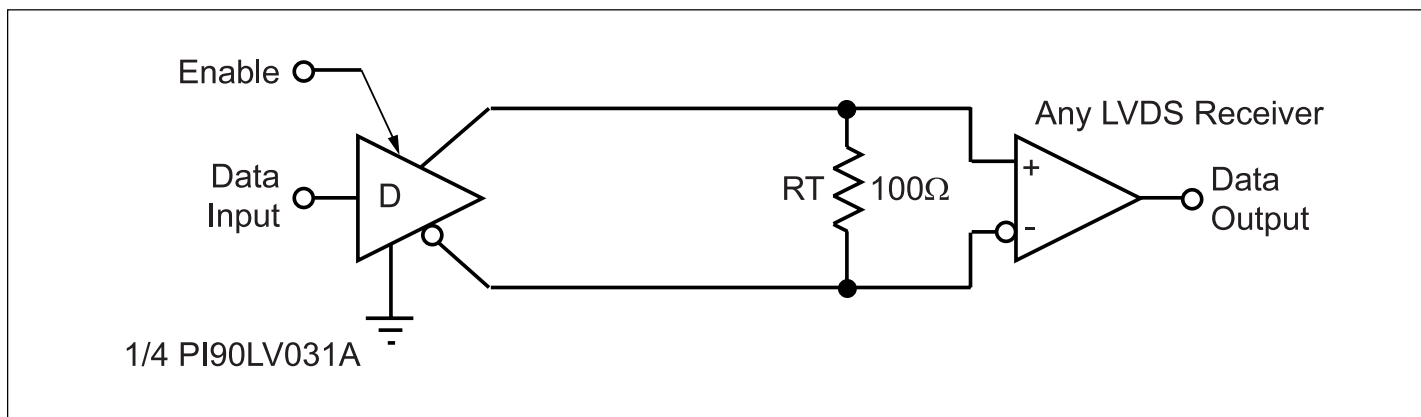 Enable
Any LVDS Receiver
Data
Input
D
RT
100Ω
+
-
Data
Output
1/4 PI90LV031A